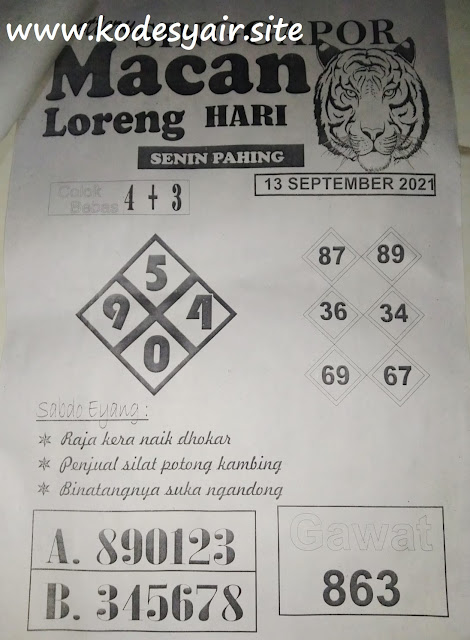 www.kodesyair.site
SINGGAPOR
Macan
Loreng HARI
SENIN PAHING
13 SEPTEMBER 2021
Colok
Bebas 4 + 3
5
9 4
0
87 89
36 34
69 67
Sabdo Eyang :
✴ Raja kera naik dhokar
✴ Penjual silat potong kambing
✴ Binatangnya suka ngandong
A. 890123
B. 345678
Gawat
863